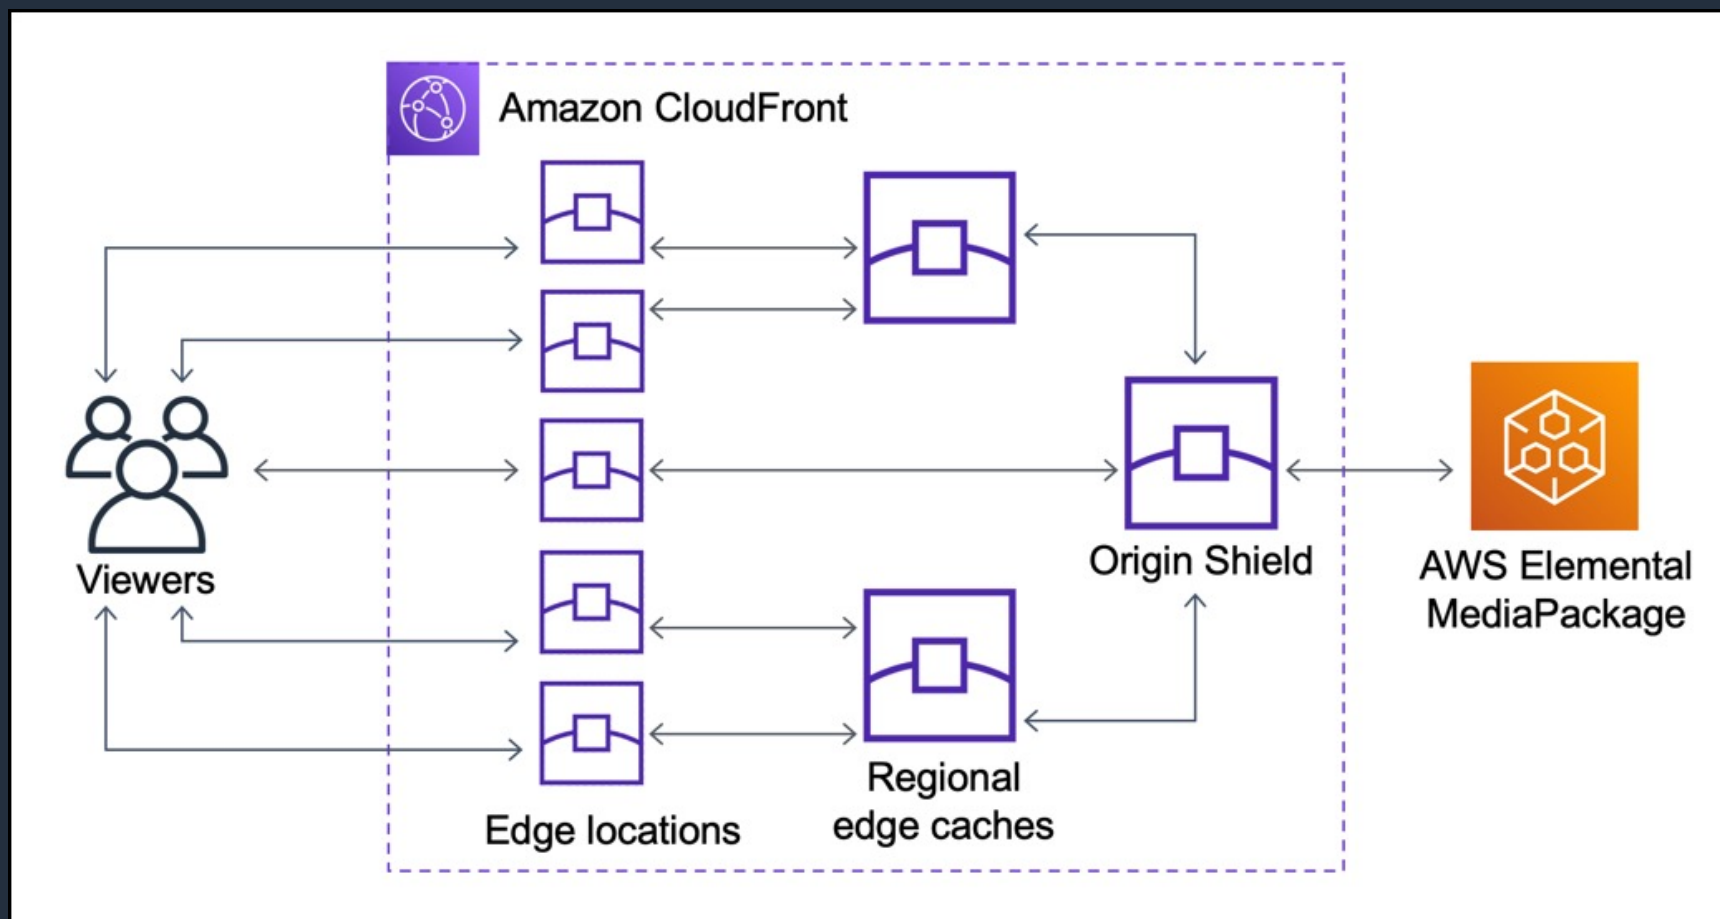 Amazon CloudFront
Viewers
Edge locations
Regional
edge caches
Origin Shield
AWS Elemental
MediaPackage